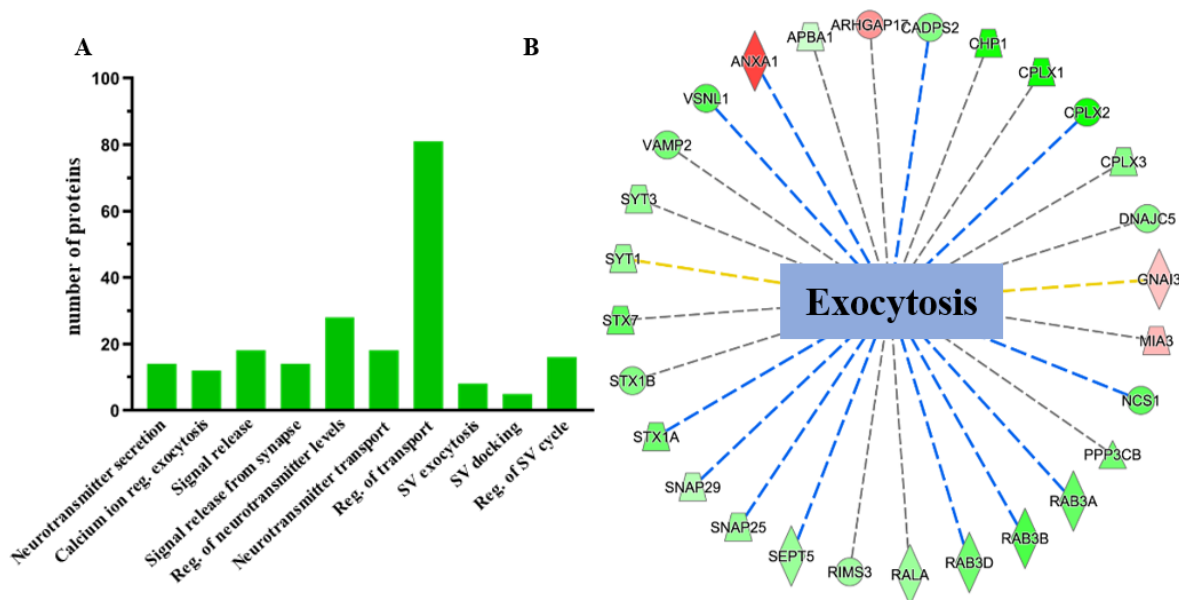 A
number of proteins
100
80
60
40
20
0
Neurotransmitter secretion
Calcium ion reg. exocytosis
Signal release
Signal release from synapse
Reg. of neurotransmitter levels
Neurotransmitter transport
Reg. of transport
SV exocytosis
SV docking
Reg. of SV cycle
B
Exocytosis
APBA1
ARHGAP17
CADPS2
CHP1
CPLX1
CPLX2
CPLX3
DNAJC5
GNAI3
MIA3
NCS1
PPP3CB
RAB3A
RAB3B
RAB3D
RALA
RIMS3
SEPT5
SNAP25
SNAP29
STX1A
STX1B
STX7
SYT1
SYT3
VAMP2
VSNL1
ANXA1